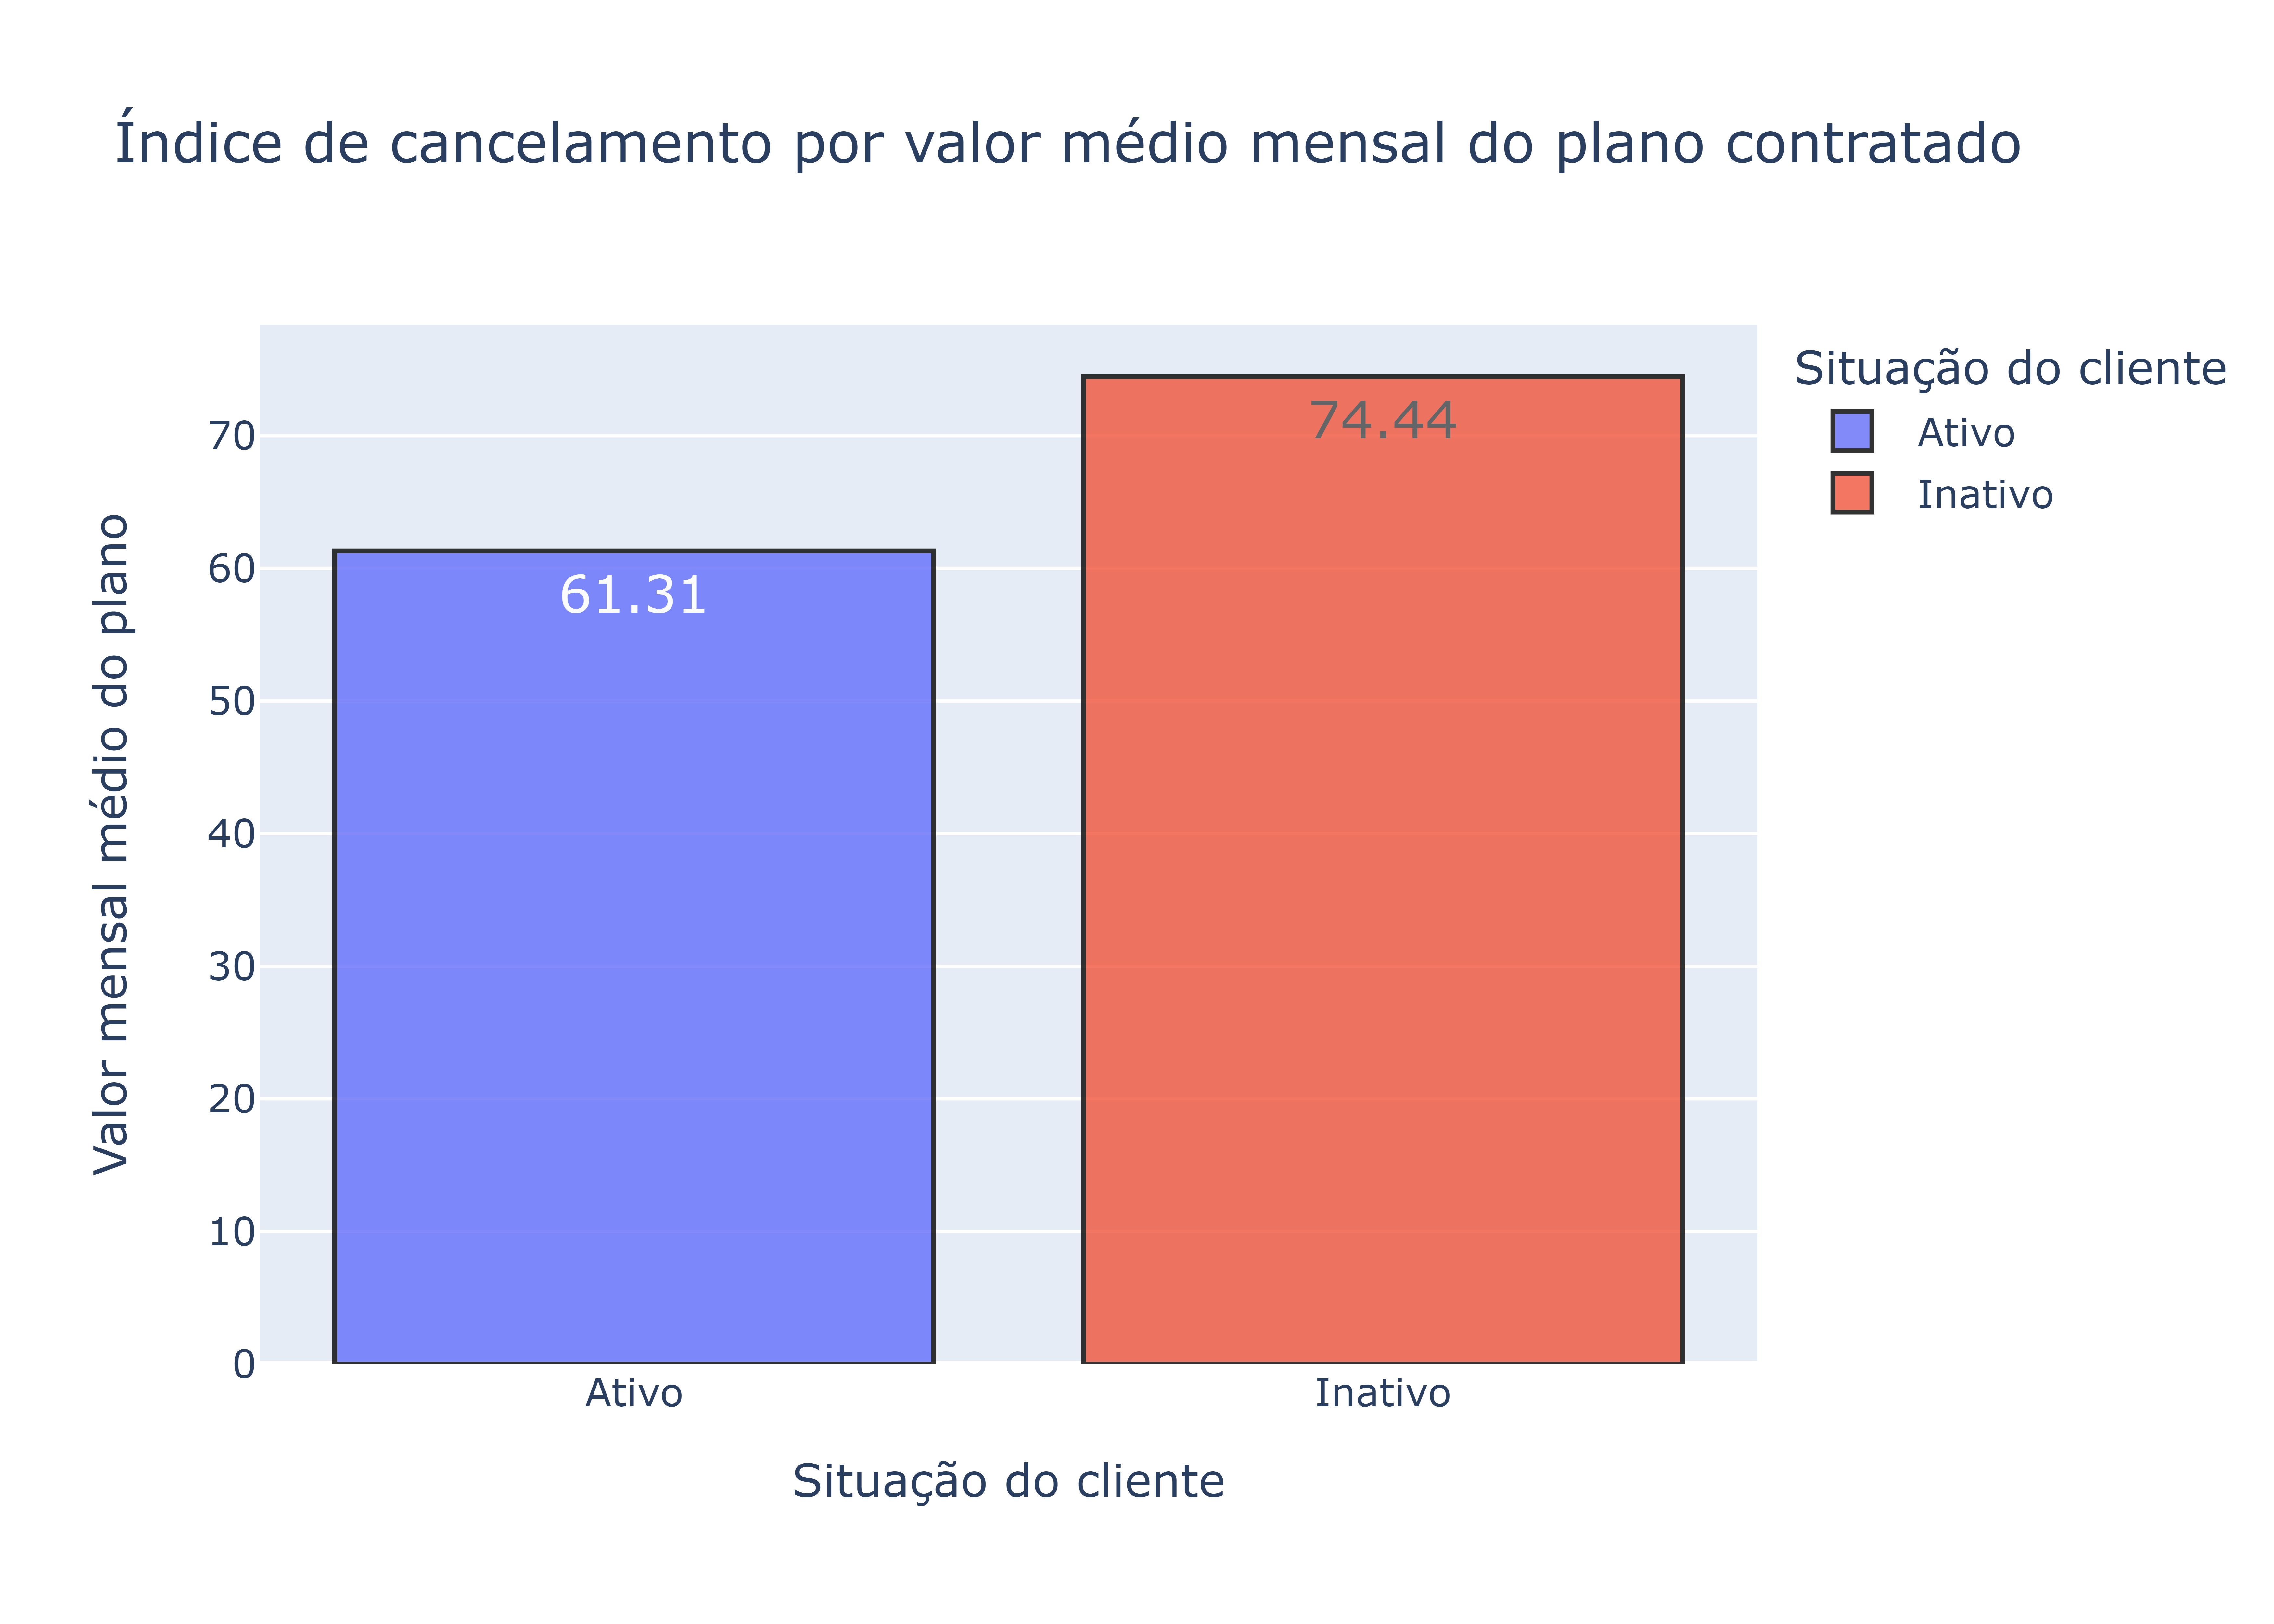 Índice de cancelamento por valor médio mensal do plano contratado
Valor mensal médio do plano
70
60
50
40
30
20
10
0
61.31
74.44
Ativo
Inativo
Situação do cliente
Situação do cliente
Ativo
Inativo